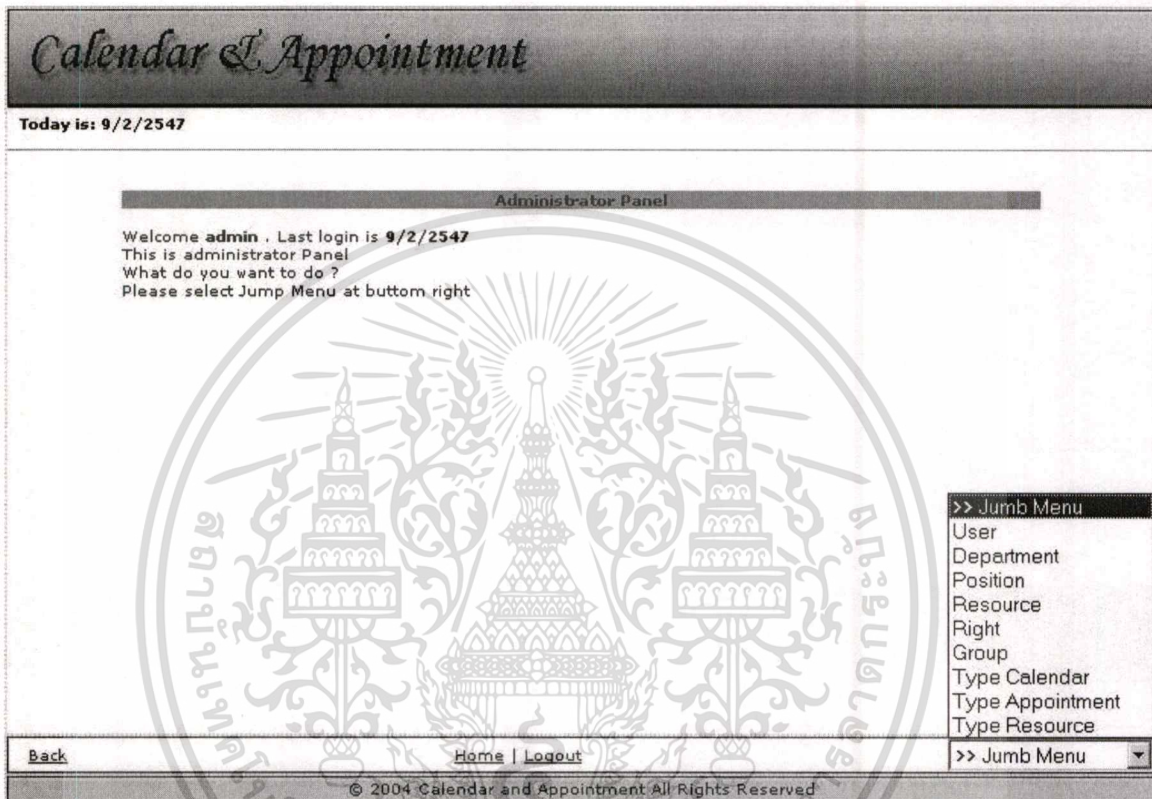 Calendar & Appointment
Today is: 9/2/2547
Administrator Panel
Welcome admin . Last login is 9/2/2547
This is administrator Panel
What do you want to do ?
Please select Jump Menu at buttom right
>> Jumb Menu
User
Department
Position
Resource
Right
Group
Type Calendar
Type Appointment
Type Resource
Back
Home | Logout
>> Jumb Menu
© 2004 Calendar and Appointment All Rights Reserved